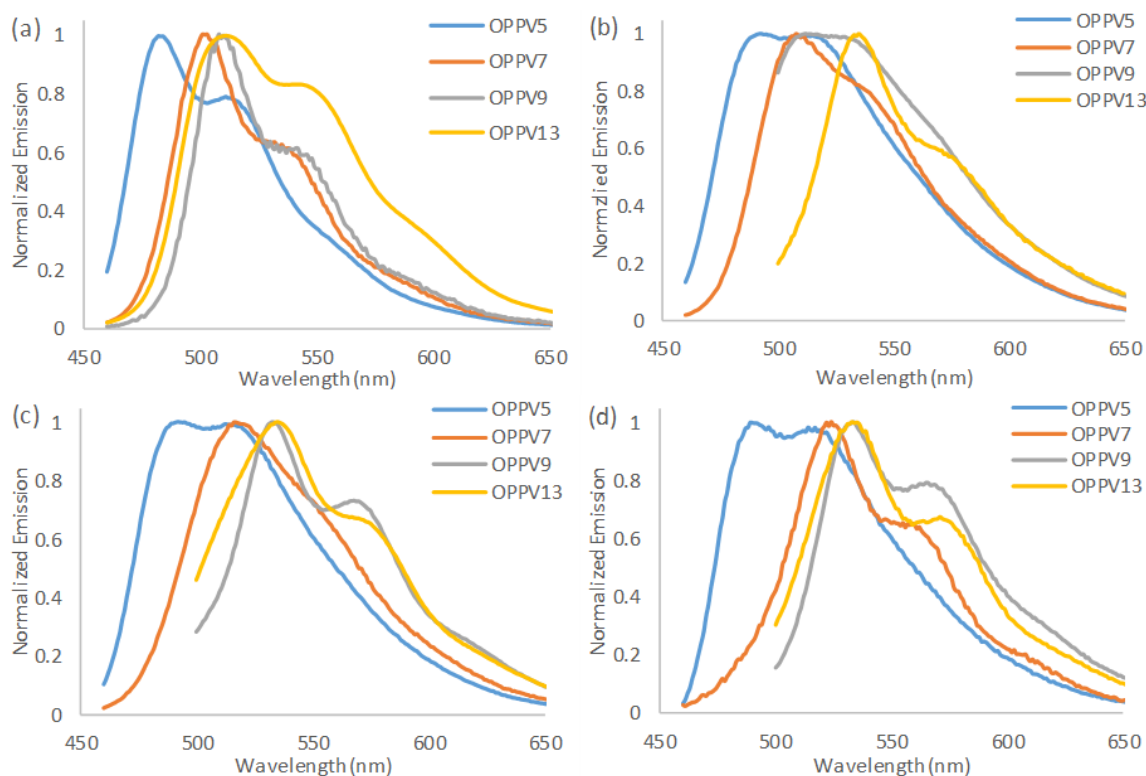 (a)
Normalized Emission
1
0.8
0.6
0.4
0.2
0
450
500
550
600
650
Wavelength (nm)
OPPV5
OPPV7
OPPV9
OPPV13
(b)
Normzlied Emission
1
0.8
0.6
0.4
0.2
0
450
500
550
600
650
Wavelength (nm)
OPPV5
OPPV7
OPPV9
OPPV13
(c)
Normalized Emission
1
0.8
0.6
0.4
0.2
0
450
500
550
600
650
Wavelength (nm)
OPPV5
OPPV7
OPPV9
OPPV13
(d)
Normalized Emission
1
0.8
0.6
0.4
0.2
0
450
500
550
600
650
Wavelength (nm)
OPPV5
OPPV7
OPPV9
OPPV13